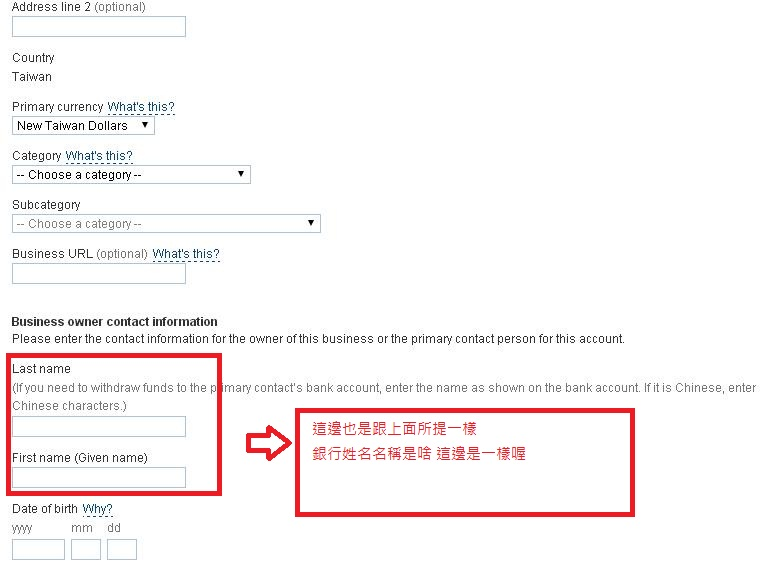 Address line 2 (optional)
Country
Taiwan
Primary currency What's this?
New Taiwan Dollars
Category What's this?
-- Choose a category --
Subcategory
-- Choose a category --
Business URL (optional) What's this?
Business owner contact information
Please enter the contact information for the owner of this business or the primary contact person for this account.
Last name
(If you need to withdraw funds to the primary contact's bank account, enter the name as shown on the bank account. If it is Chinese, enter
Chinese characters.)
這邊也是跟上面所提一樣
銀行姓名名稱是啥 這邊是一樣喔
First name (Given name)
Date of birth Why?
yyyy mm dd